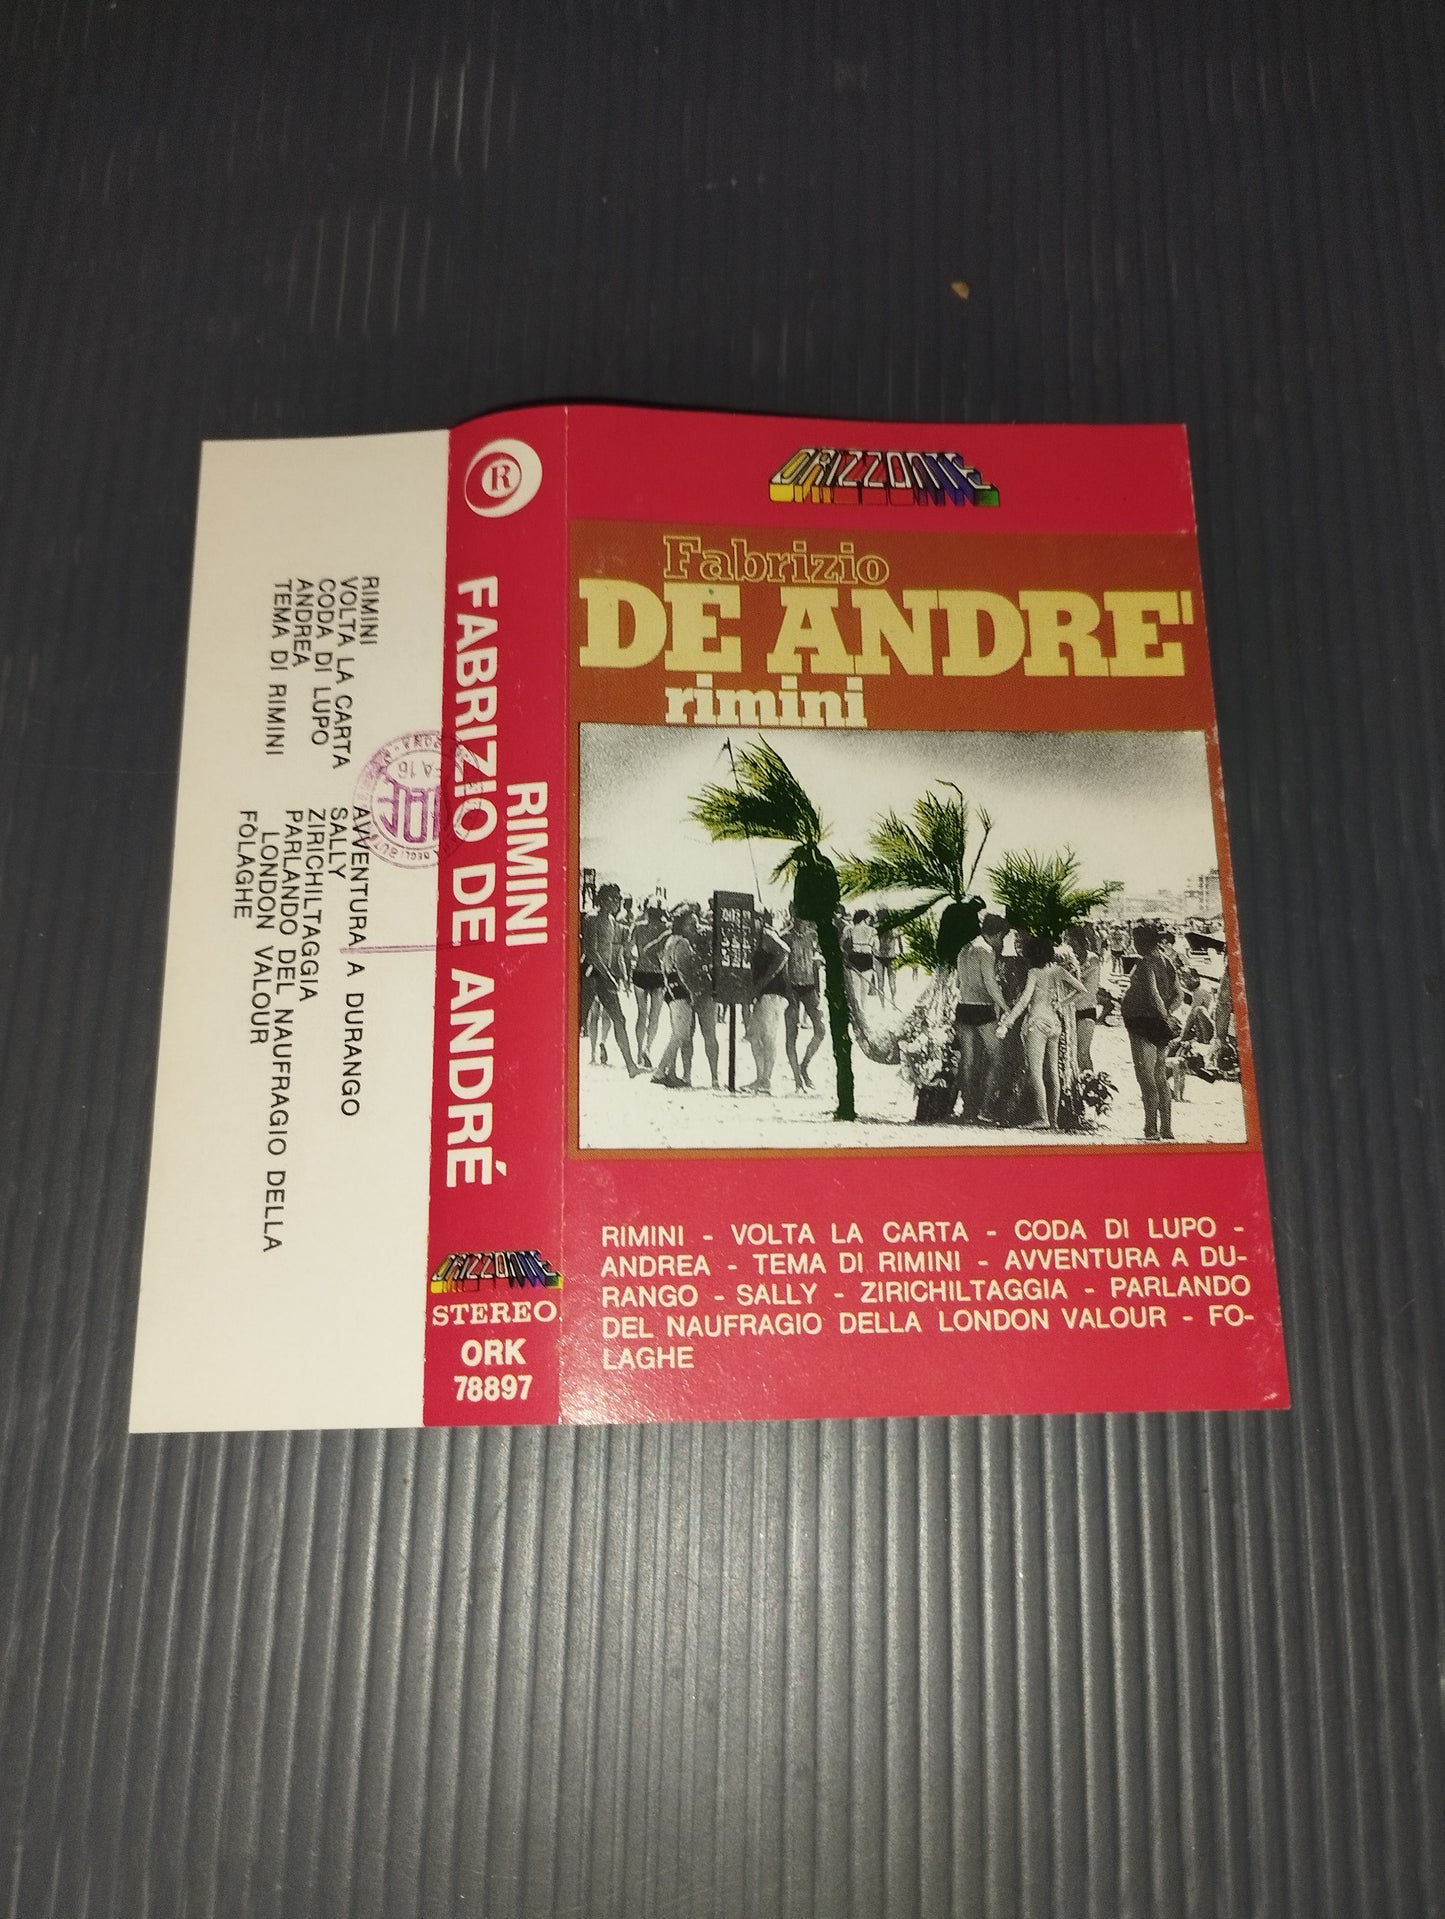 RIMINI
VOLTA LA CARTA
CODA DI LUPO
ANDREA
TEMA DI RIMINI
AVVENTURA A DURANGO
SALLY
ZIRICHILTAGGIA
PARLANDO DEL NAUFRAGIO DELLA
LONDON VALOUR
FOLAGHE
R
RIMINI
FABRIZIO DE ANDRÉ
ORIZZONTE
STEREO
ORK
78897
ORIZZONTE
Fabrizio
DE ANDRE'
rimini
RIMINI - VOLTA LA CARTA - CODA DI LUPO -
ANDREA - TEMA DI RIMINI - AVVENTURA A DU-
RANGO - SALLY - ZIRICHILTAGGIA - PARLANDO
DEL NAUFRAGIO DELLA LONDON VALOUR - FO-
LAGHE